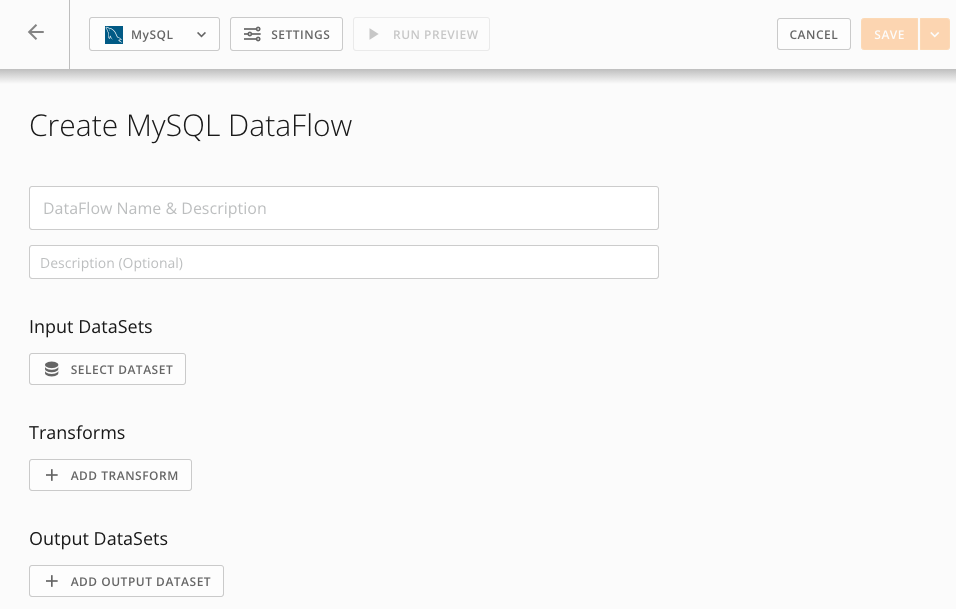 MySQL
SETTINGS
RUN PREVIEW
CANCEL
SAVE
Create MySQL DataFlow
DataFlow Name & Description
Description (Optional)
Input DataSets
SELECT DATASET
Transforms
ADD TRANSFORM
Output DataSets
ADD OUTPUT DATASET